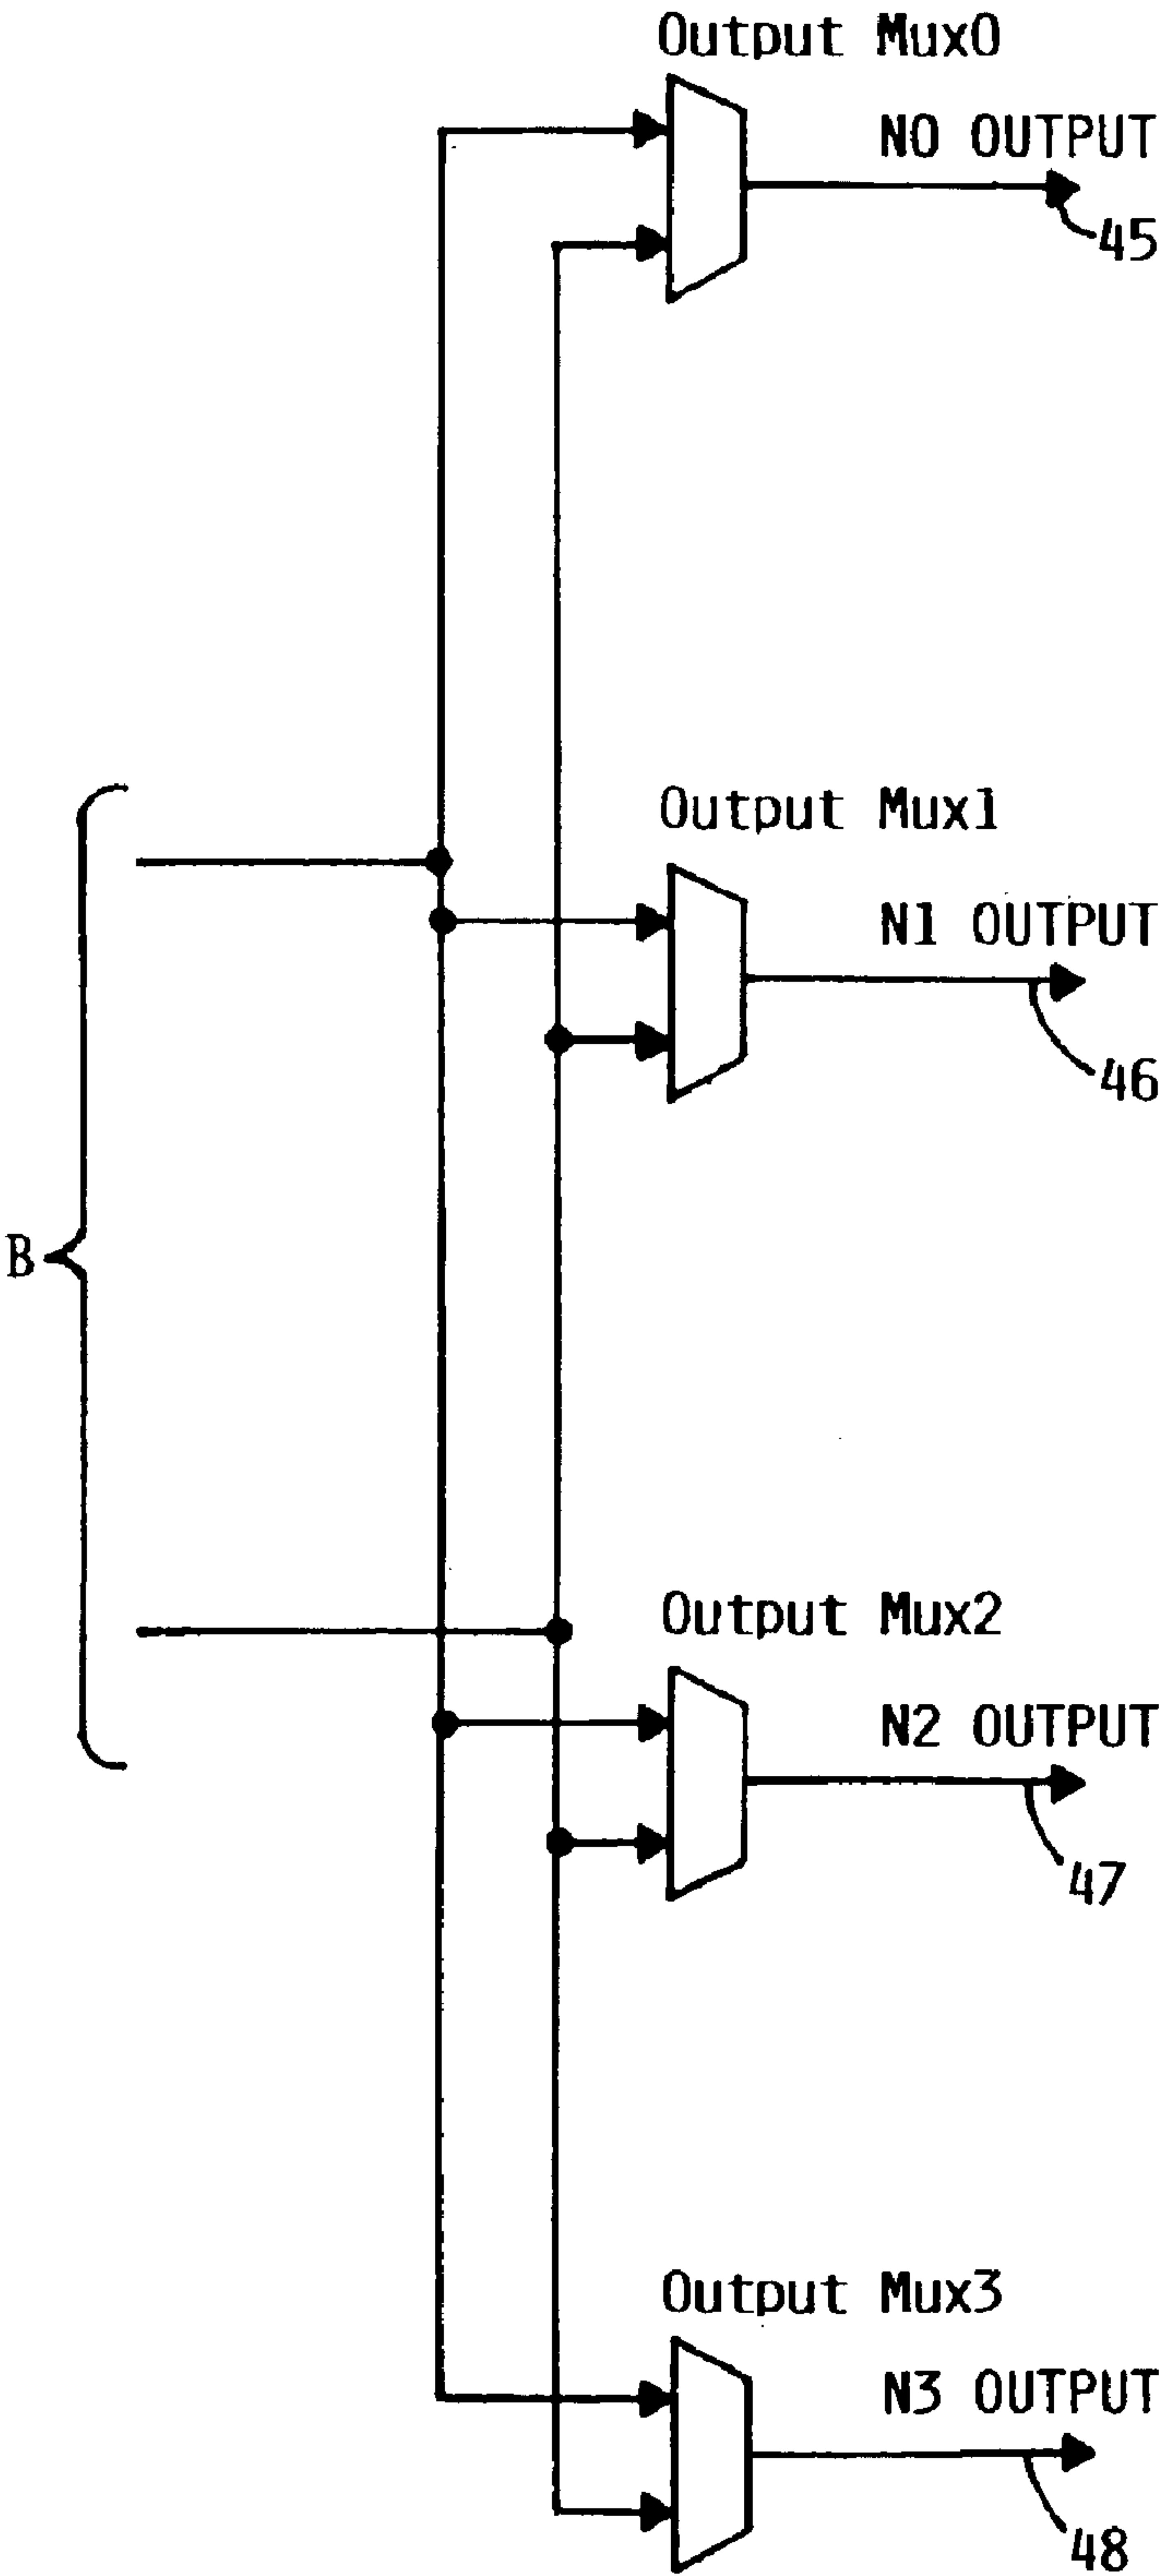 Output Mux0
N0 OUTPUT
45
Output Mux1
N1 OUTPUT
46
B
Output Mux2
N2 OUTPUT
47
Output Mux3
N3 OUTPUT
48